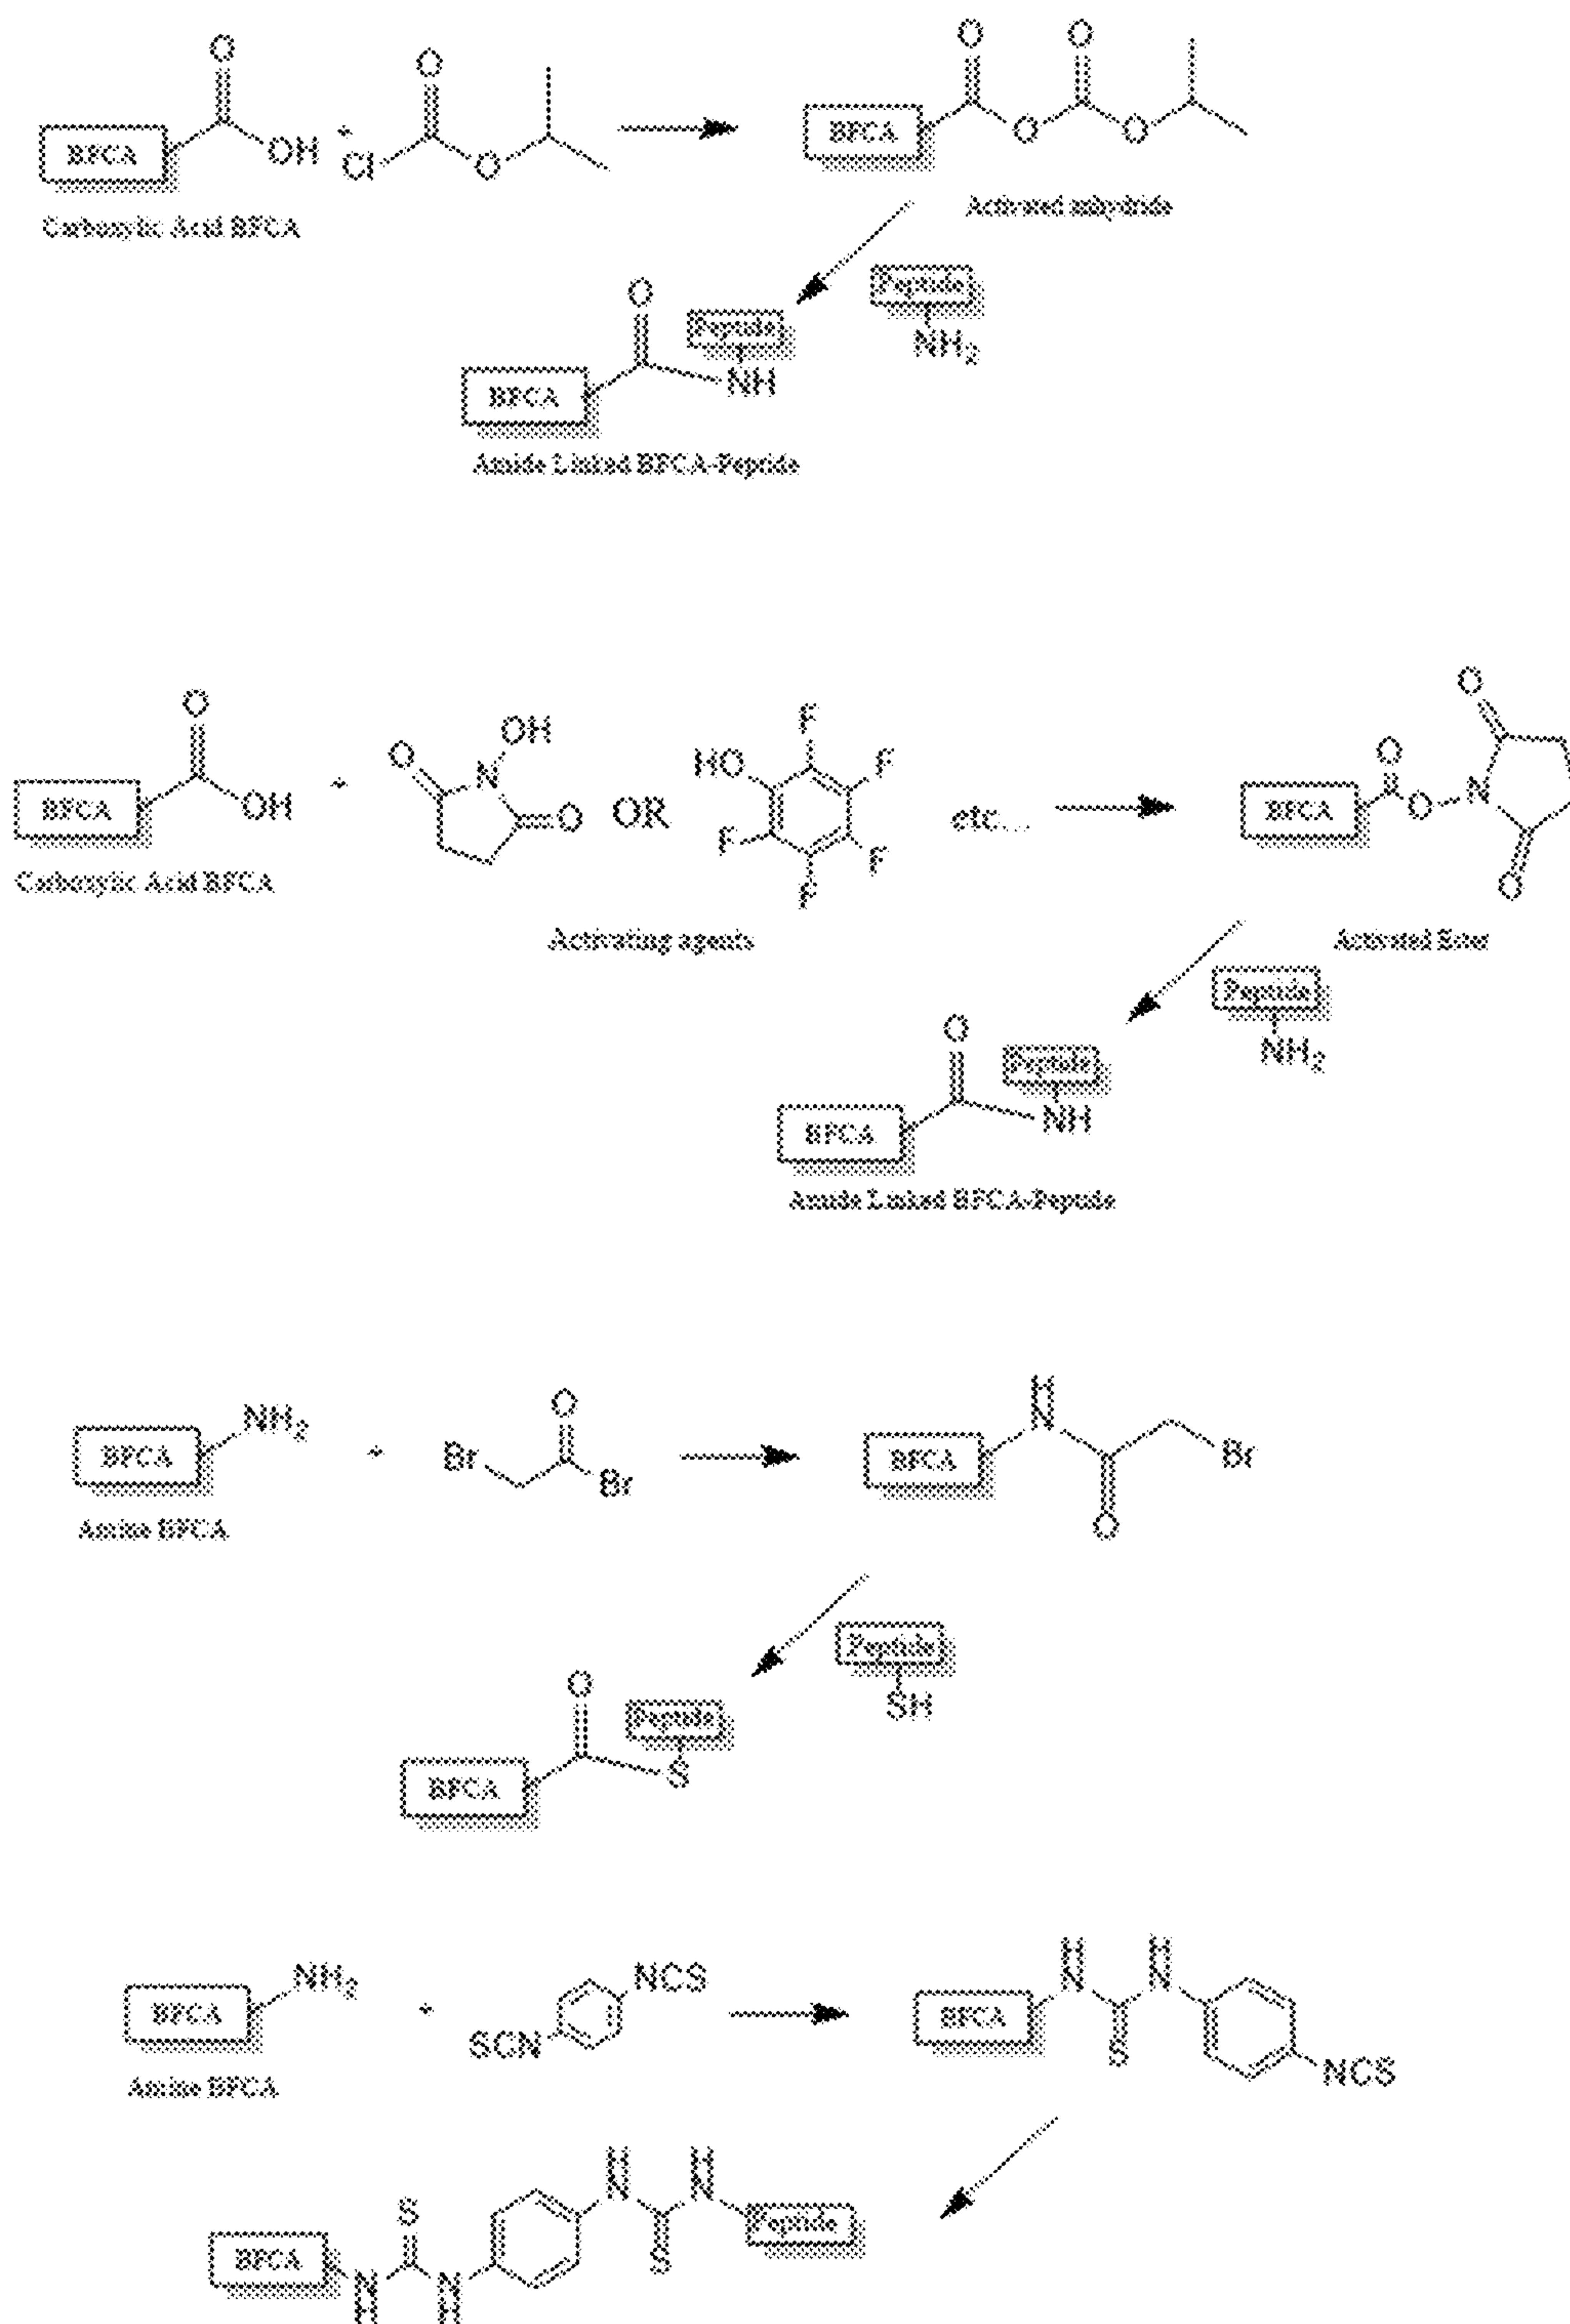 O
O
O
O
BFCA
OH
+
Cl
O
BFCA
O
O
Carboxylic Acid BFCA
Activated anhydride
O
Peptide
Peptide
NH2
BFCA
NH
Amide Linked BFCA-Peptide
O
O
OH
F
O
O
N
HO
F
BFCA
OH
+
O
OR
F
F
F
etc...
BFCA
O
N
O
Carboxylic Acid BFCA
Activating agents
Activated Ester
Peptide
NH2
O
Peptide
BFCA
NH
Amide Linked BFCA-Peptide
H
N
O
NH2
BFCA
+
Br
Br
BFCA
Br
O
Amine BFCA
Peptide
SH
O
Peptide
BFCA
S
H
N
H
N
NH2
NCS
BFCA
+
SCN
BFCA
S
NCS
Amine BFCA
H
N
H
N
S
Peptide
BFCA
S
N
H
N
H